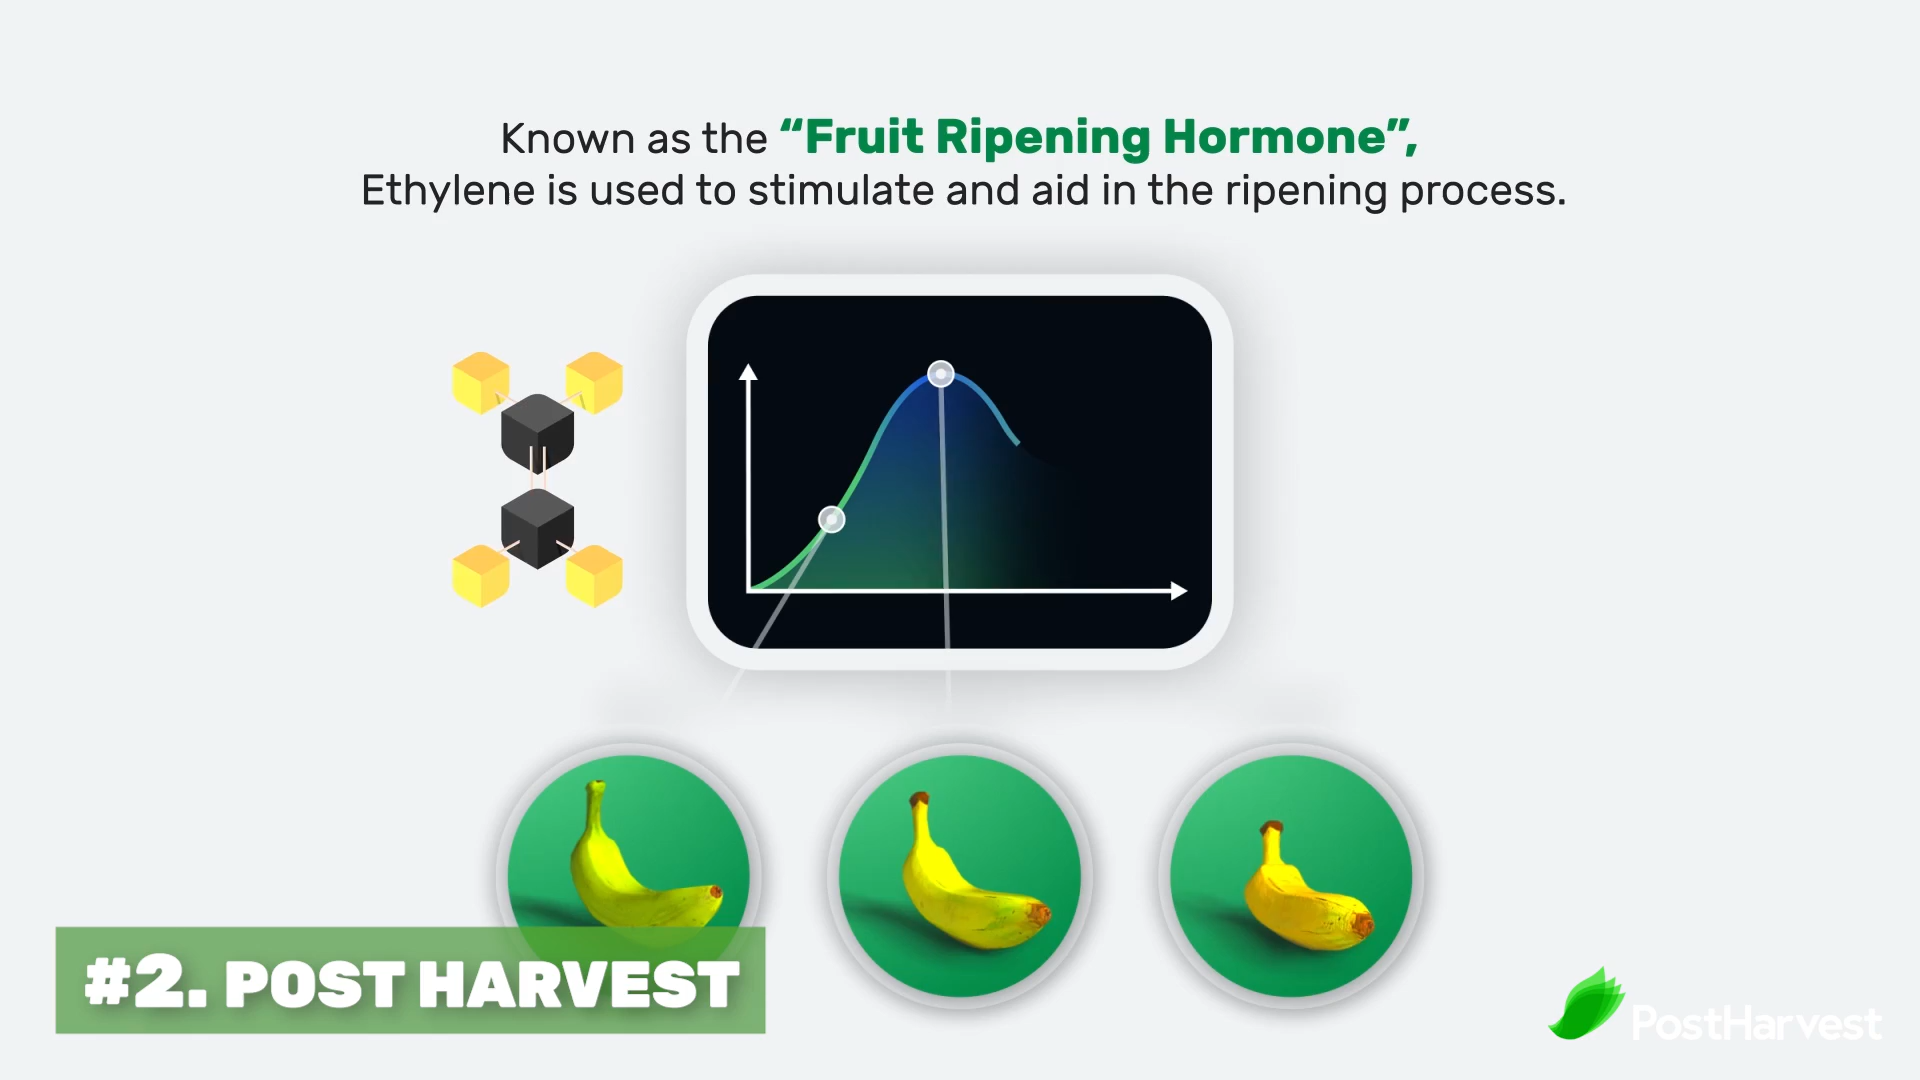 Known as the “Fruit Ripening Hormone”,
Ethylene is used to stimulate and aid in the ripening process.
#2. POST HARVEST
PostHarvest